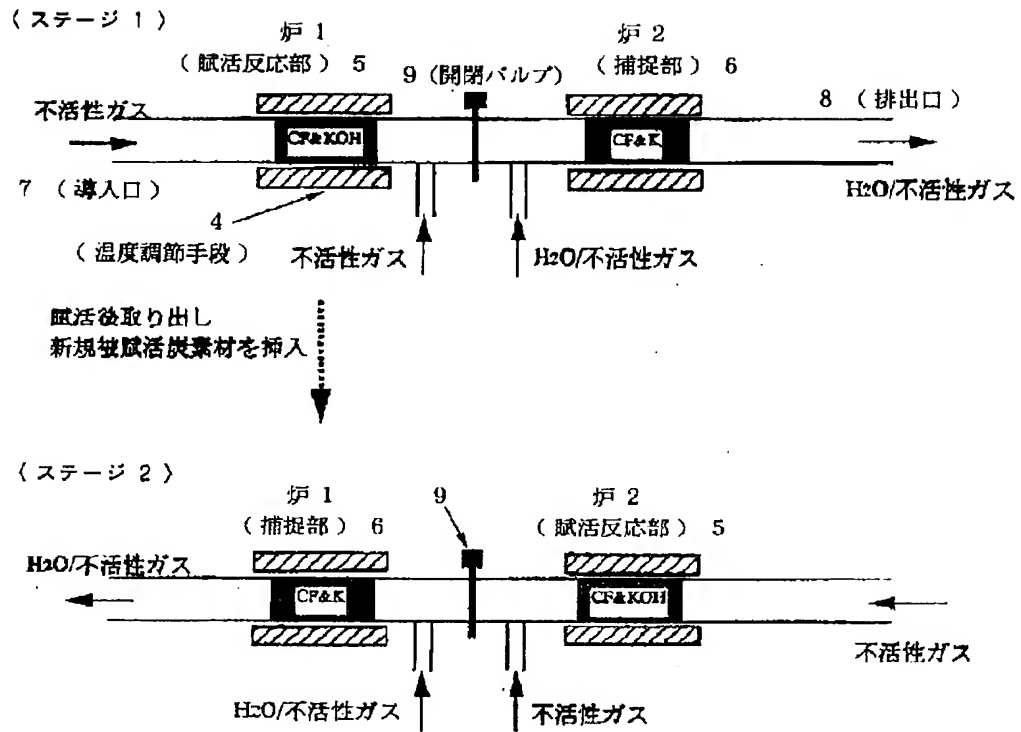 〈 ステージ 1 〉
炉 1
(賦活反応部) 5
9 (開閉バルブ)
炉 2
(捕捉部) 6
不活性ガス
8 (排出口)
CF&KOH
CF&K
7 (導入口)
H2O/不活性ガス
4
(温度調節手段)
不活性ガス
H2O/不活性ガス
賦活後取り出し
新規被賦活炭素材を挿入
〈 ステージ 2 〉
炉 1
(捕捉部) 6
9
炉 2
(賦活反応部) 5
H2O/不活性ガス
CF&K
CF&KOH
不活性ガス
H2O/不活性ガス
不活性ガス